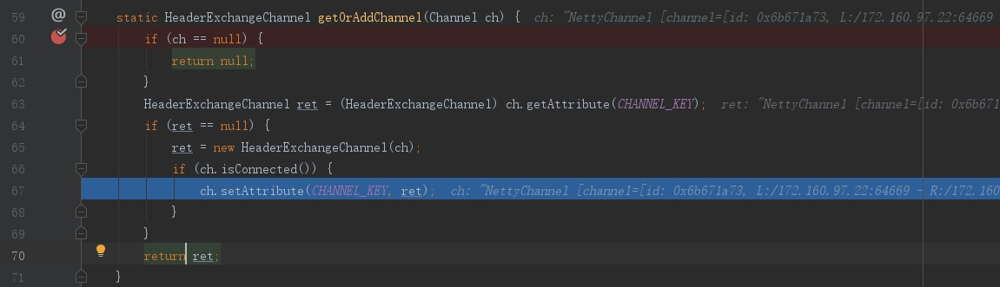 59 @ static HeaderExchangeChannel getOrAddChannel(Channel ch) { ch: "NettyChannel [channel=[id: 0x6b671a73, L:/172.160.97.22:64669
60 if (ch == null) {
61 return null;
62 }
63 HeaderExchangeChannel ret = (HeaderExchangeChannel) ch.getAttribute(CHANNEL_KEY); ret: "NettyChannel [channel=[id: 0x6b671
64 if (ret == null) {
65 ret = new HeaderExchangeChannel(ch);
66 if (ch.isConnected()) {
67 ch.setAttribute(CHANNEL_KEY, ret); ch: "NettyChannel [channel=[id: 0x6b671a73, L:/172.160.97.22:64669 - R:/172.160
68 }
69 }
70 return ret;
71 }